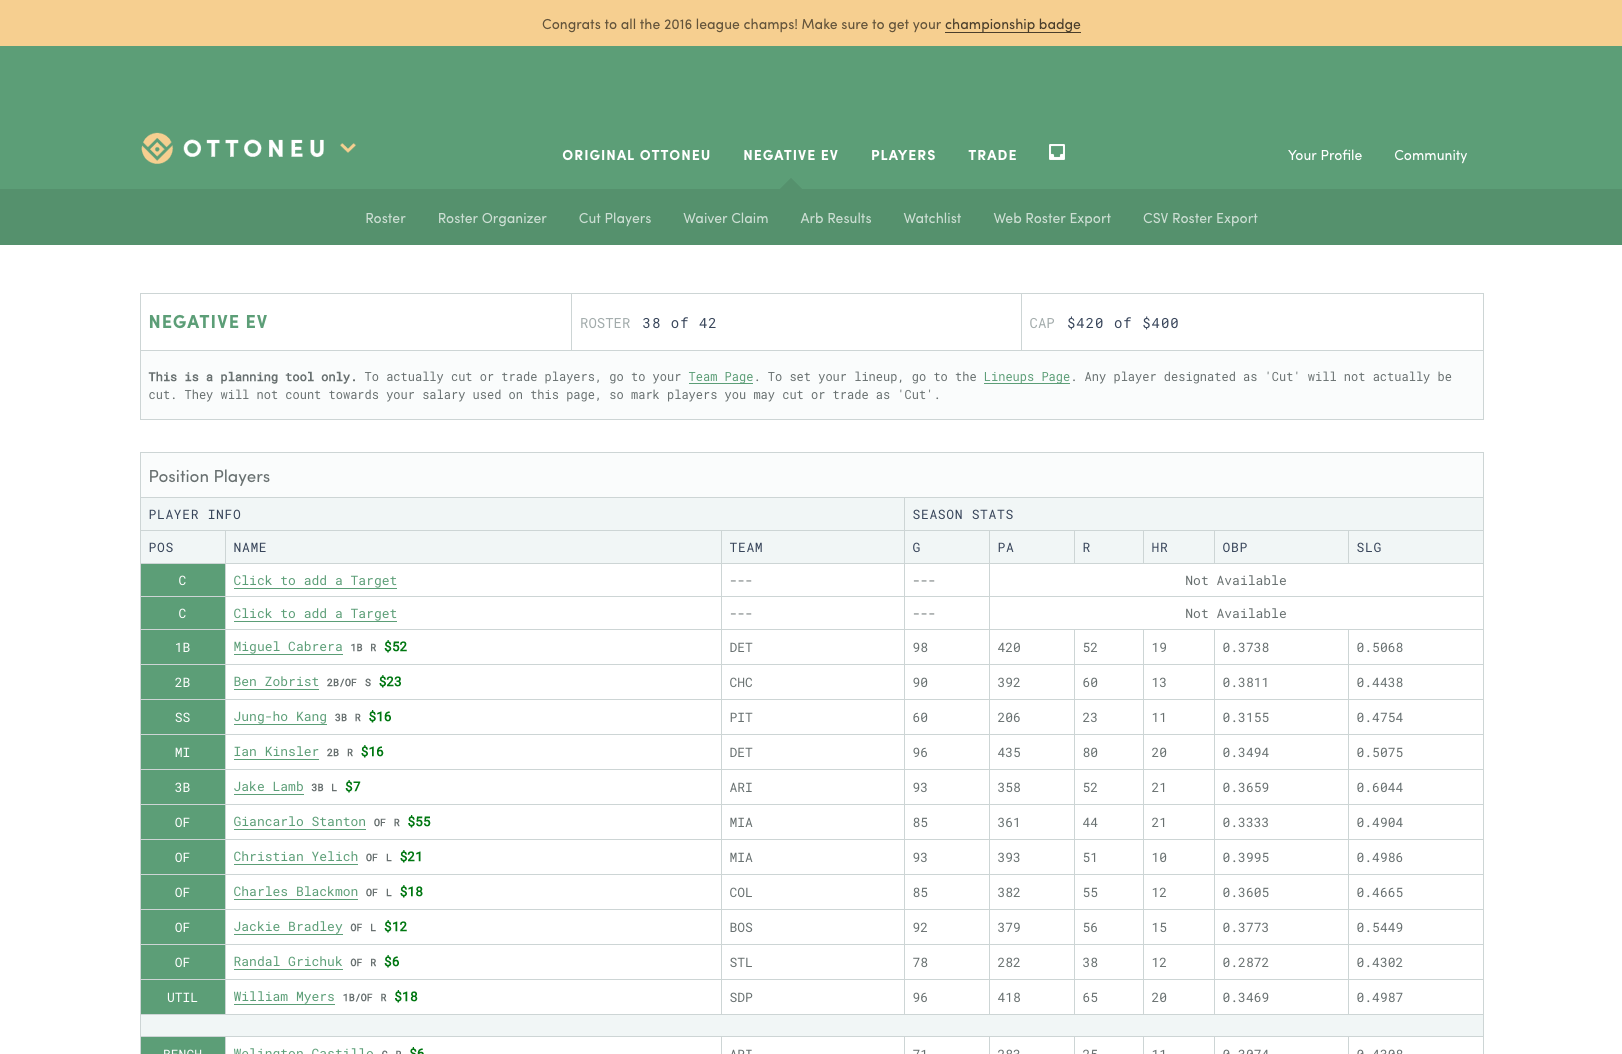 Congrats to all the 2016 league champs! Make sure to get your championship badge
OTTONEU
ORIGINAL OTTONEU NEGATIVE EV PLAYERS TRADE
Your Profile Community
Roster Roster Organizer Cut Players Waiver Claim Arb Results Watchlist Web Roster Export CSV Roster Export
NEGATIVE EV ROSTER 38 of 42 CAP $420 of $400
This is a planning tool only. To actually cut or trade players, go to your Team Page. To set your lineup, go to the Lineups Page. Any player designated as 'Cut' will not actually be
cut. They will not count towards your salary used on this page, so mark players you may cut or trade as 'Cut'.
Position Players
PLAYER INFO SEASON STATS
POS NAME TEAM G PA R HR OBP SLG
C Click to add a Target --- --- Not Available
C Click to add a Target --- --- Not Available
1B Miguel Cabrera 1B R $52 DET 98 420 52 19 0.3738 0.5068
2B Ben Zobrist 2B/OF S $23 CHC 90 392 60 13 0.3811 0.4438
SS Jung-ho Kang 3B R $16 PIT 60 206 23 11 0.3155 0.4754
MI Ian Kinsler 2B R $16 DET 96 435 80 20 0.3494 0.5075
3B Jake Lamb 3B L $7 ARI 93 358 52 21 0.3659 0.6044
OF Giancarlo Stanton OF R $55 MIA 85 361 44 21 0.3333 0.4904
OF Christian Yelich OF L $21 MIA 93 393 51 10 0.3995 0.4986
OF Charles Blackmon OF L $18 COL 85 382 55 12 0.3605 0.4665
OF Jackie Bradley OF L $12 BOS 92 379 56 15 0.3773 0.5449
OF Randal Grichuk OF R $6 STL 78 282 38 12 0.2872 0.4302
UTIL William Myers 1B/OF R $18 SDP 96 418 65 20 0.3469 0.4987
BENCH Welington Castillo C R $6 ARI 71 283 25 11 0.3074 0.4308